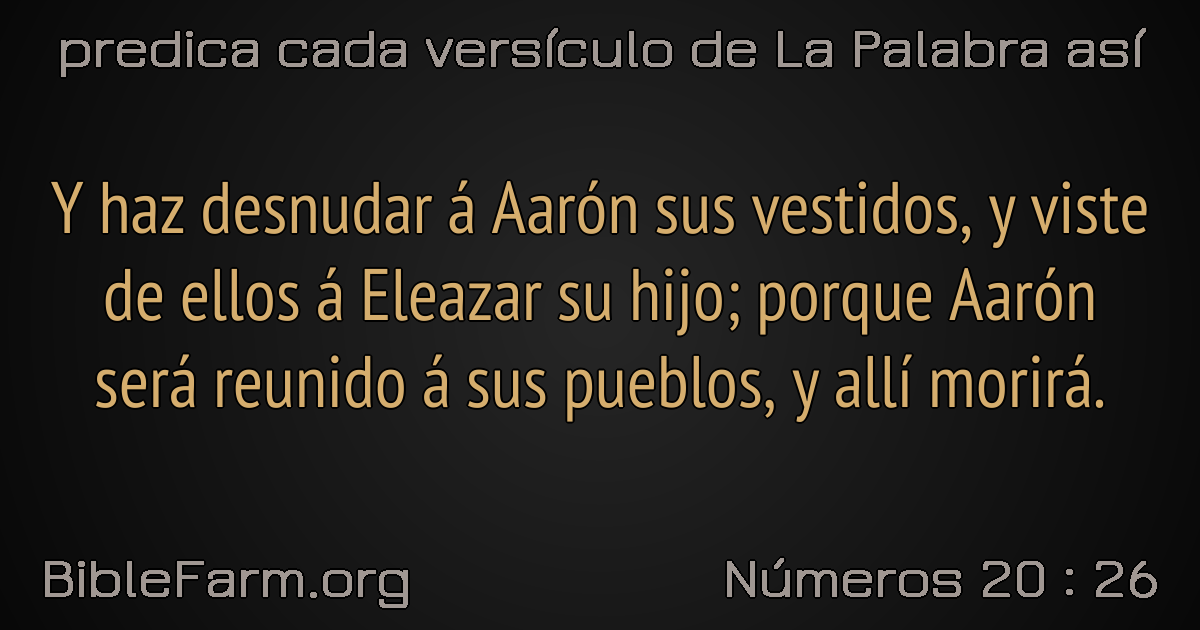 predica cada versículo de La Palabra así
Y haz desnudar á Aarón sus vestidos, y viste
de ellos á Eleazar su hijo; porque Aarón
será reunido á sus pueblos, y allí morirá.
BibleFarm.org
Números 20 : 26